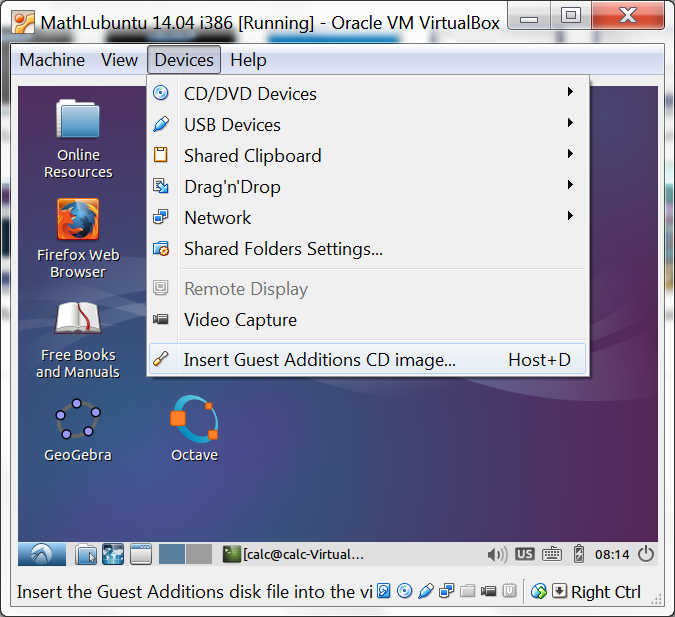 MathLubuntu 14.04 i386 [Running] - Oracle VM VirtualBox
Machine View Devices Help
CD/DVD Devices
USB Devices
Shared Clipboard
Drag'n'Drop
Network
Shared Folders Settings...
Remote Display
Video Capture
Insert Guest Additions CD image... Host+D
Online
Resources
Firefox Web
Browser
Free Books
and Manuals
GeoGebra
Octave
[calc@calc-Virtual...
US
08:14
Insert the Guest Additions disk file into the vi
Right Ctrl